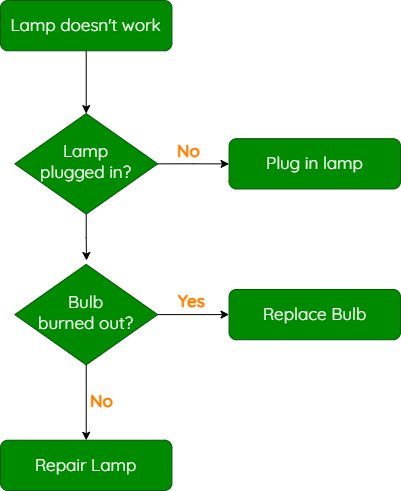 Lamp doesn't work
Lamp
plugged in?
No
Plug in lamp
Bulb
burned out?
Yes
Replace Bulb
No
Repair Lamp